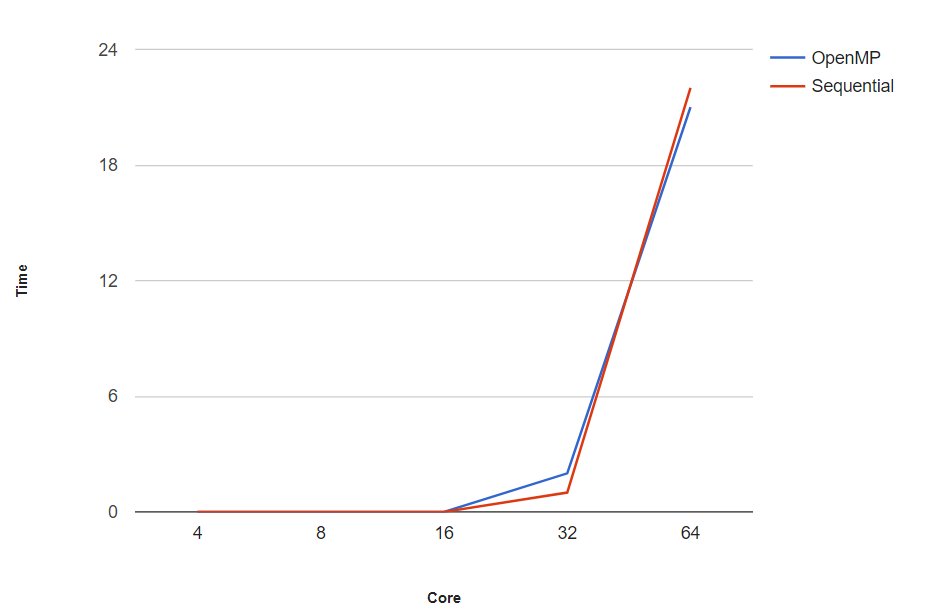 24
18
12
6
0
Time
4 8 16 32 64
Core
OpenMP
Sequential